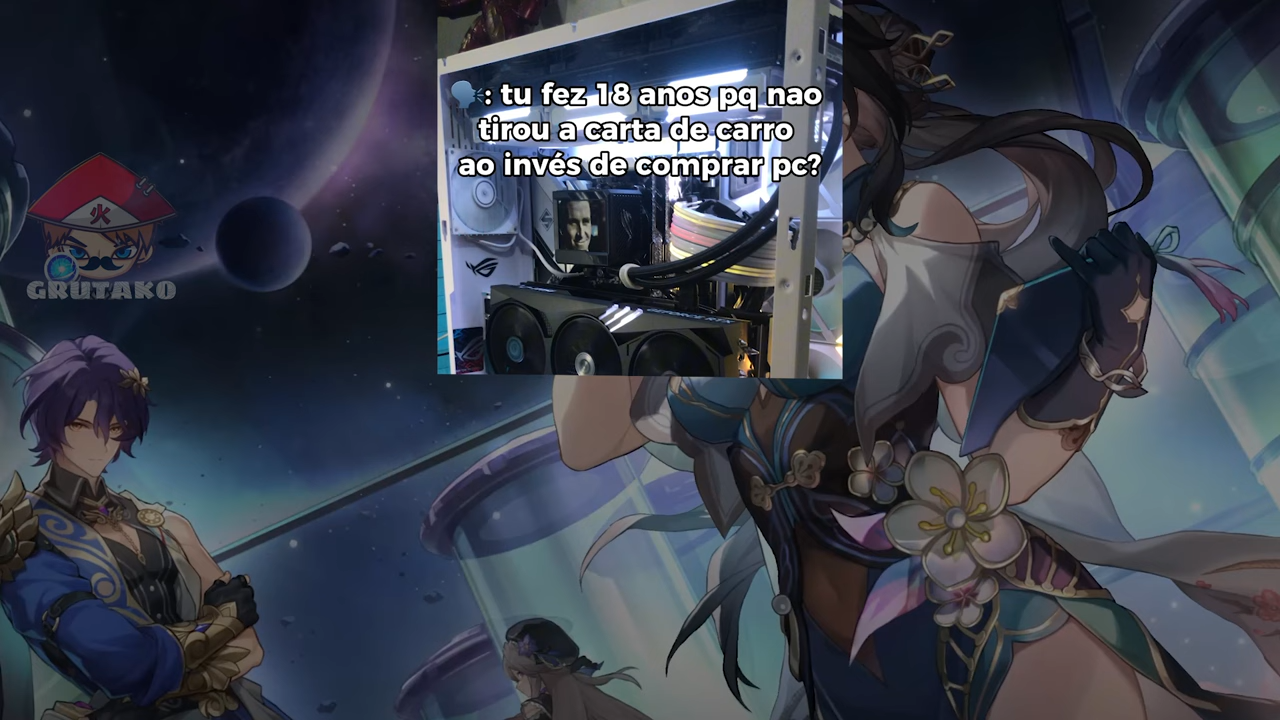 🗣️: tu fez 18 anos pq nao
tirou a carta de carro
ao invés de comprar pc?
火
GRUTAKO